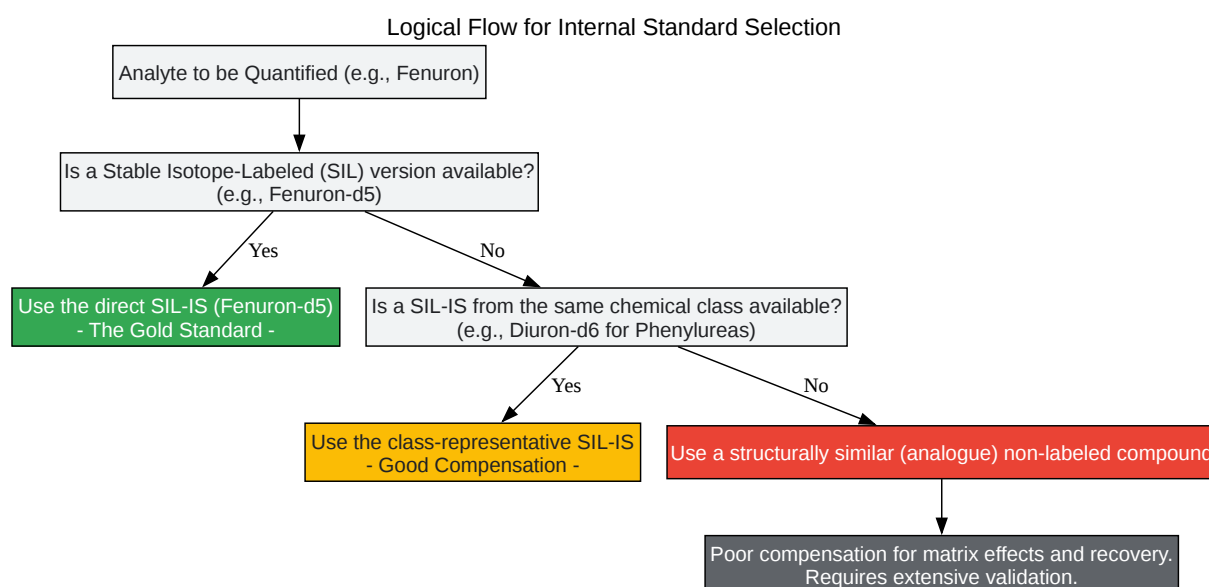 Logical Flow for Internal Standard Selection
Analyte to be Quantified (e.g., Fenuron)
Is a Stable Isotope-Labeled (SIL) version available?
(e.g., Fenuron-d5)
Yes
No
Use the direct SIL-IS (Fenuron-d5)
- The Gold Standard -
Is a SIL-IS from the same chemical class available?
(e.g., Diuron-d6 for Phenylureas)
Yes
No
Use the class-representative SIL-IS
- Good Compensation -
Use a structurally similar (analogue) non-labeled compound
Poor compensation for matrix effects and recovery.
Requires extensive validation.